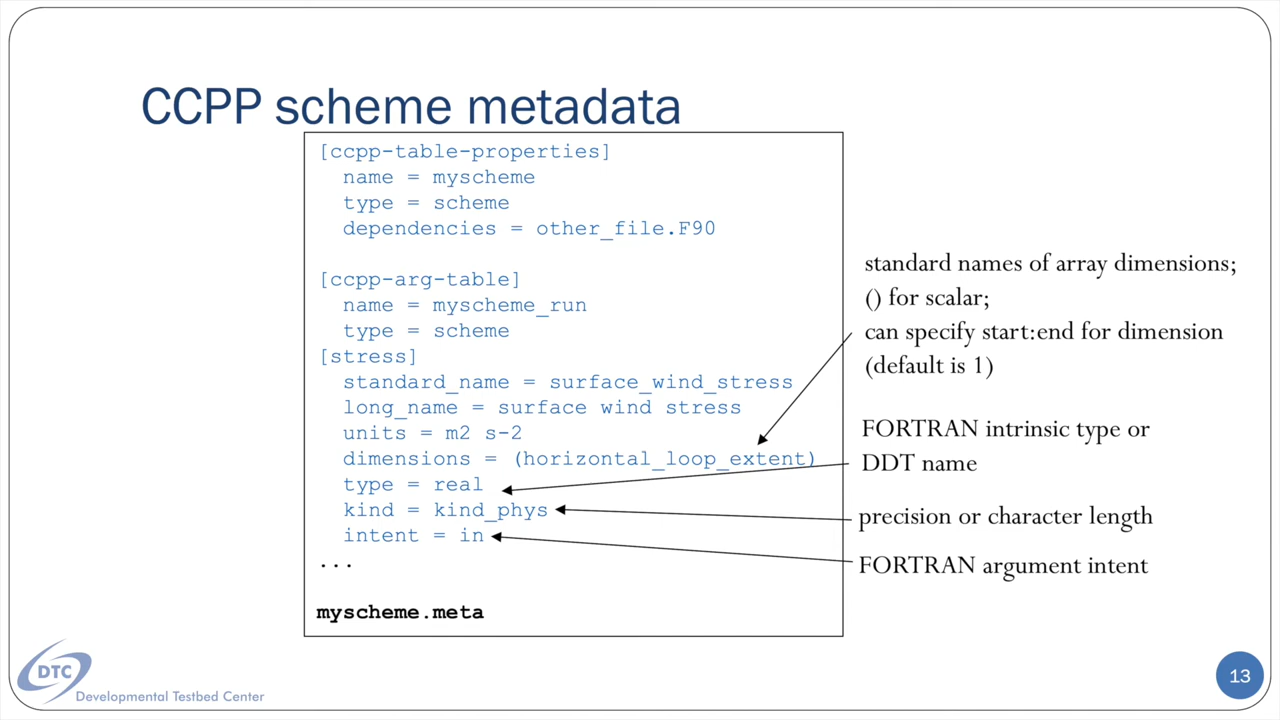 CCPP scheme metadata
[ccpp-table-properties]
name = myscheme
type = scheme
dependencies = other_file.F90
[ccpp-arg-table]
name = myscheme_run
type = scheme
[stress]
standard_name = surface_wind_stress
long_name = surface wind stress
units = m2 s-2
dimensions = (horizontal_loop_extent)
type = real
kind = kind_phys
intent = in
...
myscheme.meta
standard names of array dimensions;
() for scalar;
can specify start:end for dimension
(default is 1)
FORTRAN intrinsic type or
DDT name
precision or character length
FORTRAN argument intent
DTC
Developmental Testbed Center
13